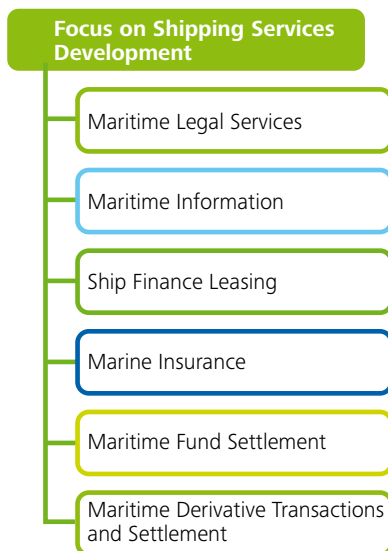 Focus on Shipping Services
Development
Maritime Legal Services
Maritime Information
Ship Finance Leasing
Marine Insurance
Maritime Fund Settlement
Maritime Derivative Transactions
and Settlement